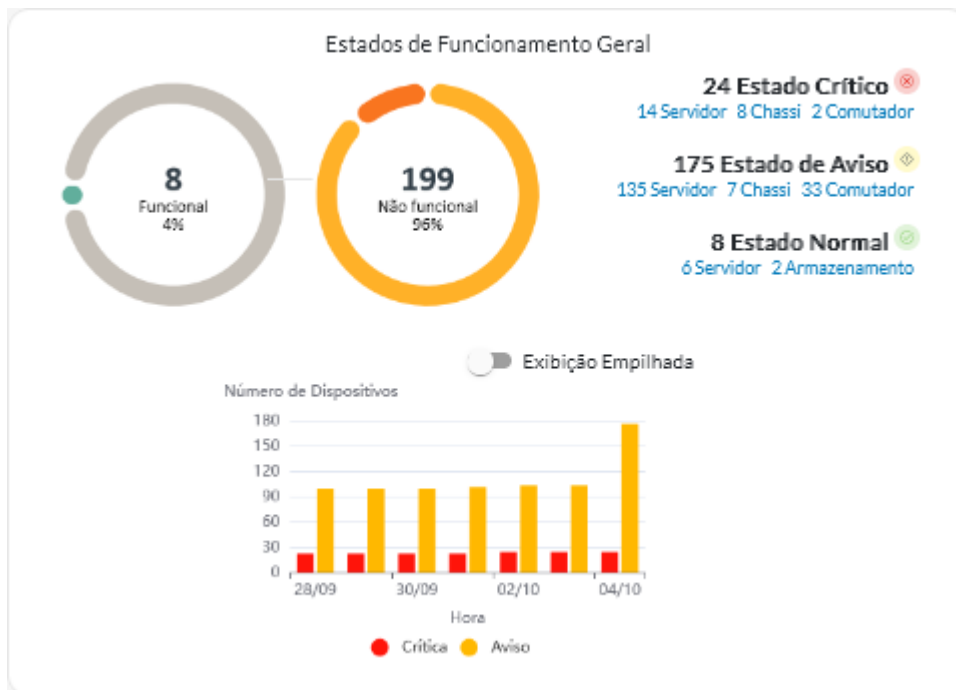 Estados de Funcionamento Geral
8
Funcional
4%
199
Não funcional
96%
24 Estado Crítico
14 Servidor 8 Chassi 2 Comutador
175 Estado de Aviso
135 Servidor 7 Chassi 33 Comutador
8 Estado Normal
6 Servidor 2 Armazenamento
Exibição Empilhada
Número de Dispositivos
180
150
120
90
60
30
0
28/09 30/09 02/10 04/10
Hora
Crítica Aviso